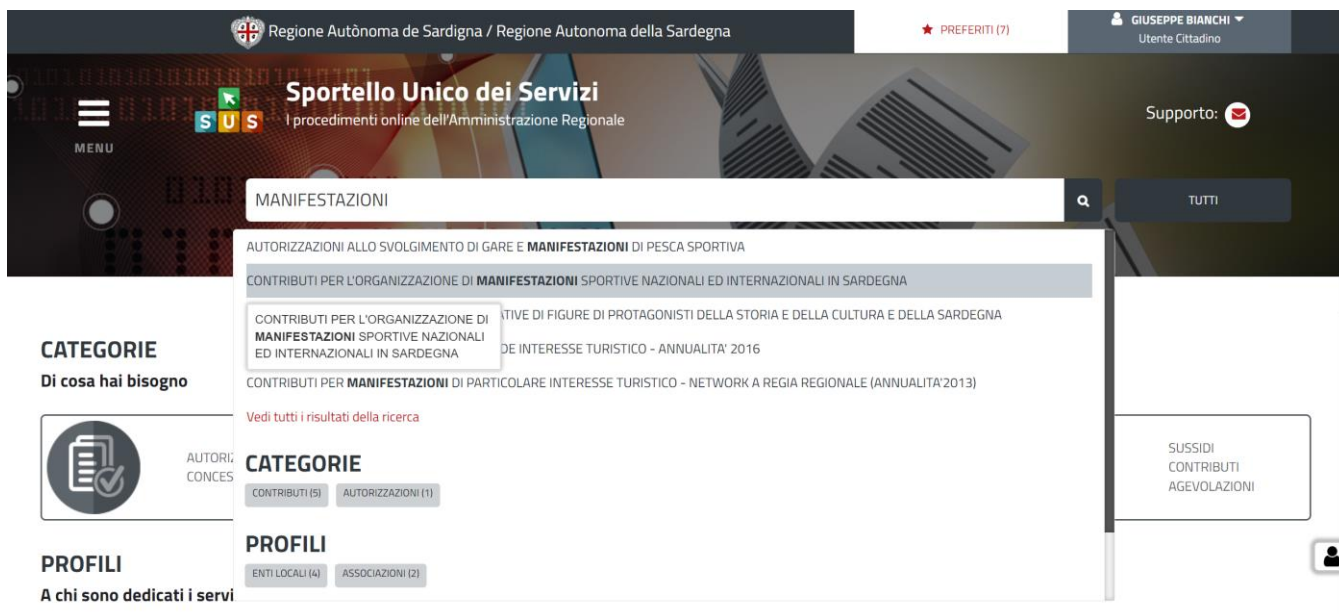 Regione Autònoma de Sardigna / Regione Autonoma della Sardegna
PREFERITI (7)
GIUSEPPE BIANCHI
Utente Cittadino
MENU
SUS
Sportello Unico dei Servizi
I procedimenti online dell'Amministrazione Regionale
Supporto:
MANIFESTAZIONI
TUTTI
AUTORIZZAZIONI ALLO SVOLGIMENTO DI GARE E MANIFESTAZIONI DI PESCA SPORTIVA
CONTRIBUTI PER L'ORGANIZZAZIONE DI MANIFESTAZIONI SPORTIVE NAZIONALI ED INTERNAZIONALI IN SARDEGNA
CONTRIBUTI PER L'ORGANIZZAZIONE DI
MANIFESTAZIONI SPORTIVE NAZIONALI
ED INTERNAZIONALI IN SARDEGNA
DI FIGURE DI PROTAGONISTI DELLA STORIA E DELLA CULTURA E DELLA SARDEGNA
INTERESSE TURISTICO - ANNUALITA' 2016
CONTRIBUTI PER MANIFESTAZIONI DI PARTICOLARE INTERESSE TURISTICO - NETWORK A REGIA REGIONALE (ANNUALITA'2013)
Vedi tutti i risultati della ricerca
CATEGORIE
CONTRIBUTI (5) AUTORIZZAZIONI (1)
PROFILI
ENTI LOCALI (4) ASSOCIAZIONI (2)
CATEGORIE
Di cosa hai bisogno
SUSSIDI
CONTRIBUTI
AGEVOLAZIONI
PROFILI
A chi sono dedicati i